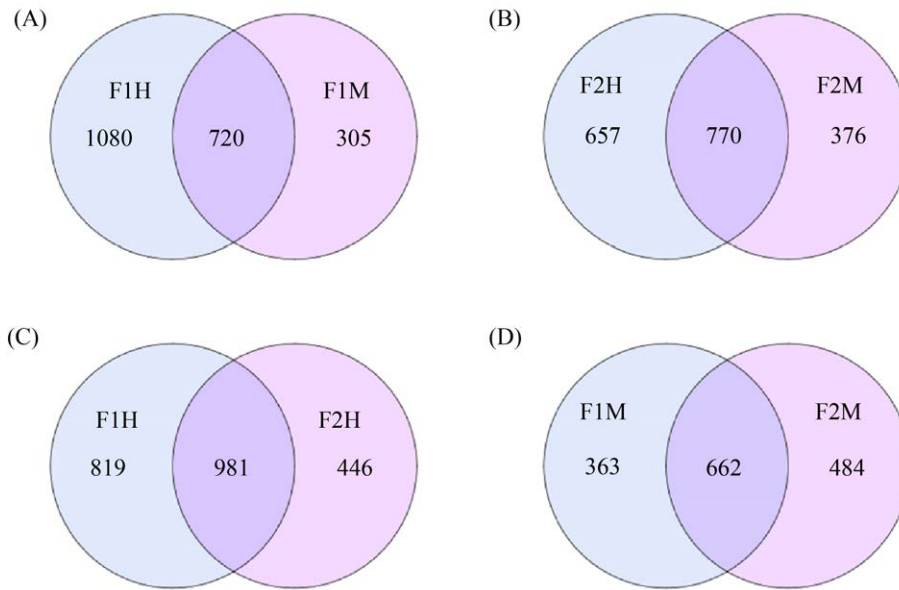 (A) (B)
F1H F1M F2H F2M
1080 720 305 657 770 376
(C) (D)
F1H F2H F1M F2M
819 981 446 363 662 484